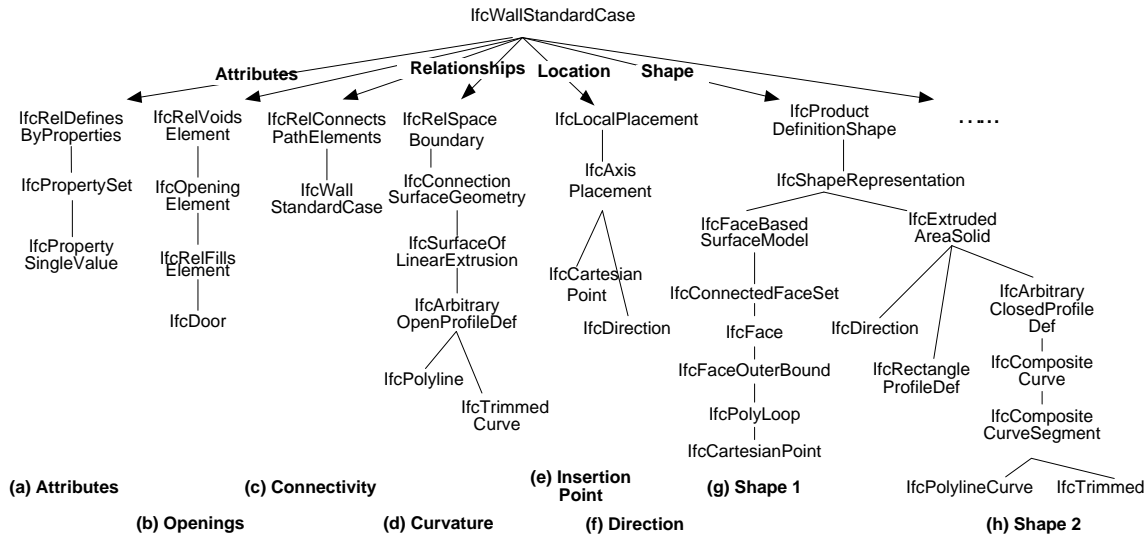 IfcWallStandardCase
Attributes
Relationships
Location
Shape
IfcRelDefines
ByProperties
IfcPropertySet
IfcProperty
SingleValue
IfcRelVoids
Element
IfcOpening
Element
IfcRelFills
Element
IfcDoor
IfcRelConnects
PathElements
IfcWall
StandardCase
IfcRelSpace
Boundary
IfcConnection
SurfaceGeometry
IfcSurfaceOf
LinearExtrusion
IfcArbitrary
OpenProfileDef
IfcPolyline
IfcTrimmed
Curve
IfcLocalPlacement
IfcAxis
Placement
IfcCartesian
Point
IfcDirection
IfcProduct
DefinitionShape
IfcShapeRepresentation
IfcFaceBased
SurfaceModel
IfcConnectedFaceSet
IfcFace
IfcFaceOuterBound
IfcPolyLoop
IfcCartesianPoint
IfcExtruded
AreaSolid
IfcDirection
IfcRectangle
ProfileDef
IfcArbitrary
ClosedProfile
Def
IfcComposite
Curve
IfcComposite
CurveSegment
IfcPolylineCurve
IfcTrimmed
......
(a) Attributes
(b) Openings
(c) Connectivity
(d) Curvature
(e) Insertion
Point
(f) Direction
(g) Shape 1
(h) Shape 2